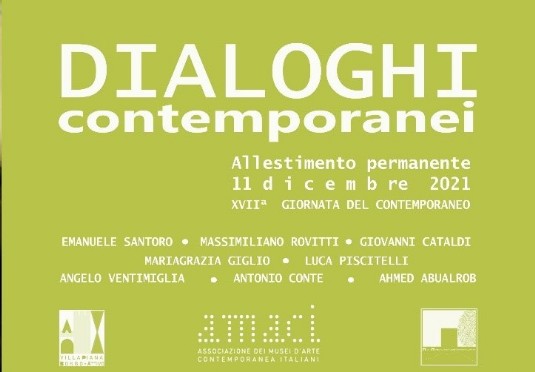 DIALOGHI
contemporanei
Allestimento permanente
11 dicembre 2021
XVIIª GIORNATA DEL CONTEMPORANEO
EMANUELE SANTORO • MASSIMILIANO ROVITTI • GIOVANNI CATALDI
MARIAGRAZIA GIGLIO • LUCA PISCITELLI
ANGELO VENTIMIGLIA • ANTONIO CONTE • AHMED ABUALROB
amaci
ASSOCIAZIONE DEI MUSEI D'ARTE
CONTEMPORANEA ITALIANI